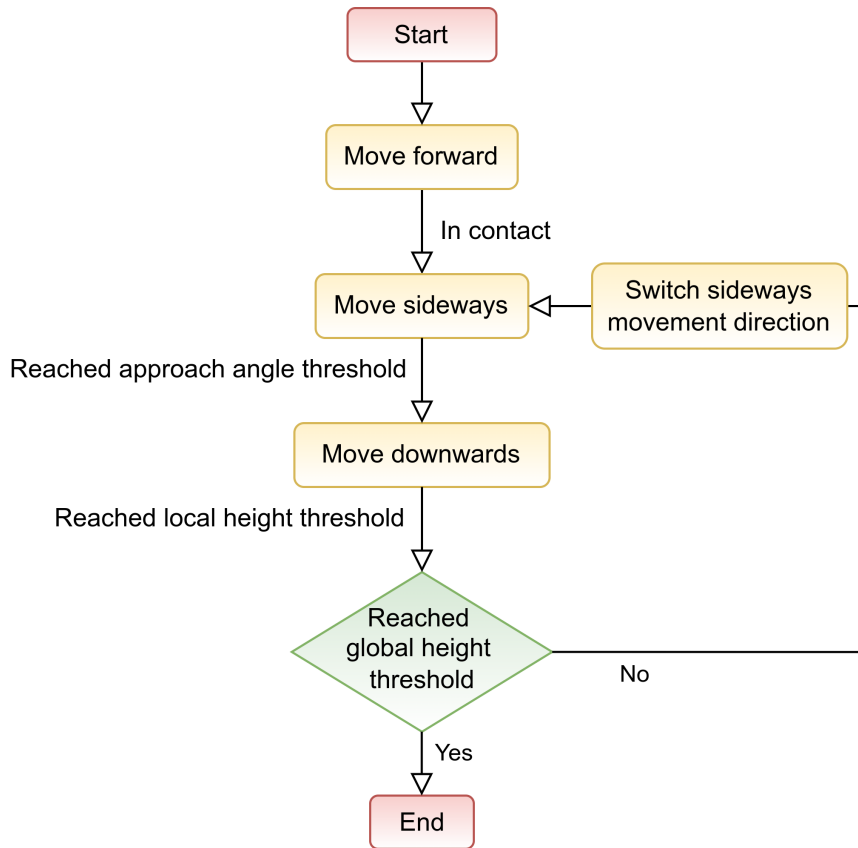 Start
Move forward
In contact
Move sideways
Switch sideways
movement direction
Reached approach angle threshold
Move downwards
Reached local height threshold
Reached
global height
threshold
No
Yes
End